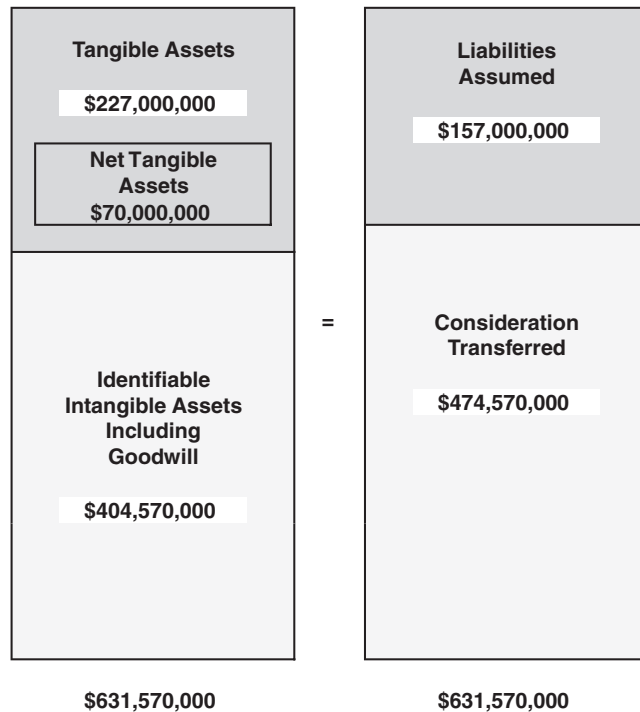 Tangible Assets
$227,000,000
Net Tangible
Assets
$70,000,000
Identifiable
Intangible Assets
Including
Goodwill
$404,570,000
$631,570,000
=
Liabilities
Assumed
$157,000,000
Consideration
Transferred
$474,570,000
$631,570,000